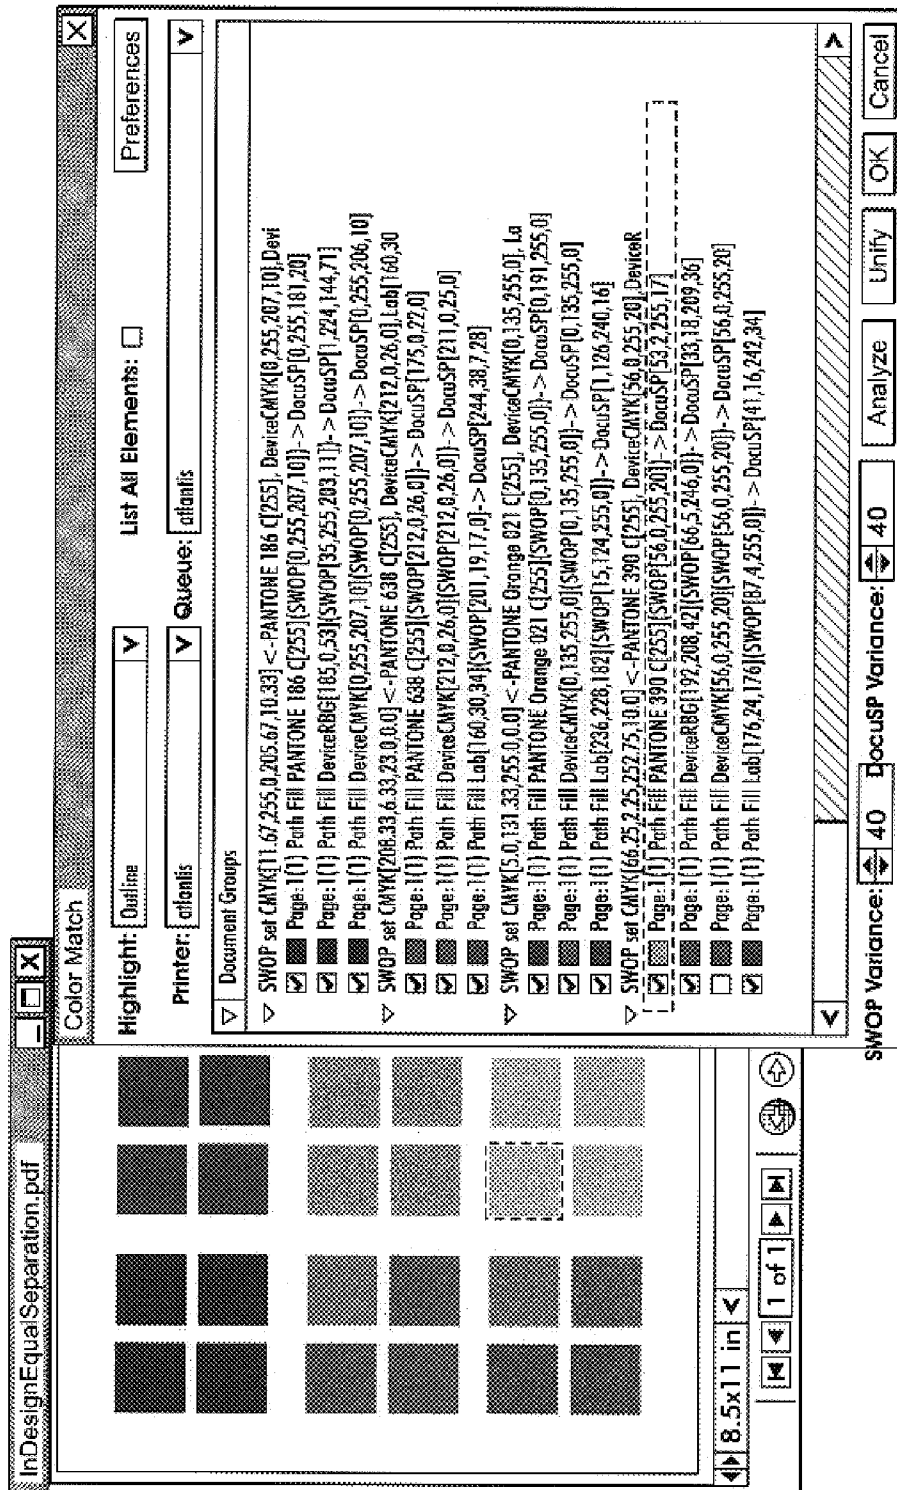 InDesignEqualSeparation.pdf
8.5x11 in
1 of 1
Color Match
Highlight: Outline
List All Elements:
Preferences
Printer: atlantis
Queue: atlantis
Document Groups
SWOP set CMYK[11.67,255.0,205.67,10.33] <-PANTONE 186 C[255], DeviceCMYK[0,255,207,10],Devi
Page:1(1) Path Fill PANTONE 186 C[255](SWOP[0,255,207,10])-> DocuSP[0,255,181,20]
Page:1(1) Path Fill DeviceRBG[185,0,53](SWOP[35,255,203,11])-> DocuSP[1,224,144,71]
Page:1(1) Path Fill DeviceCMYK[0,255,207,10](SWOP[0,255,207,10])-> DocuSP[0,255,206,10]
SWOP set CMYK[208.33,6.33,23.0,0.0] <-PANTONE 638 C[255], DeviceCMYK[212,0,26,0],Lab[160,30
Page:1(1) Path Fill PANTONE 638 C[255](SWOP[212,0,26,0])-> DocuSP[175,0,22,0]
Page:1(1) Path Fill DeviceCMYK[212,0,26,0](SWOP[212,0,26,0])-> DocuSP[211,0,25,0]
Page:1(1) Path Fill Lab[160,30,34](SWOP[201,19,17,0]-> DocuSP[244,38,7,28]
SWOP set CMYK[5.0,131.33,255.0,0.0] <-PANTONE Orange 021 C[255], DeviceCMYK[0,135,255,0], La
Page:1(1) Path Fill PANTONE Orange 021 C[255](SWOP[0,135,255,0])-> DocuSP[0,191,255,0]
Page:1(1) Path Fill DeviceCMYK[0,135,255,0](SWOP[0,135,255,0])-> DocuSP[0,135,255,0]
Page:1(1) Path Fill Lab[236,228,182](SWOP[15,124,255,0])-> DocuSP[1,126,240,16]
SWOP set CMYK[66.25,2.25,252.75,10.0] <-PANTONE 390 C[255], DeviceCMYK[56,0,255,20],DeviceR
Page:1(1) Path Fill PANTONE 390 C[255](SWOP[56,0,255,20])-> DocuSP[53,2,255,17]
Page:1(1) Path Fill DeviceRBG[192,208,42](SWOP[66,5,246,0])-> DocuSP[33,18,209,36]
Page:1(1) Path Fill DeviceCMYK[56,0,255,20](SWOP[56,0,255,20])-> DocuSP[56,0,255,20]
Page:1(1) Path Fill Lab[176,24,176](SWOP[87,4,255,0])-> DocuSP[41,16,242,34]
SWOP Variance: 40 DocuSP Variance: 40 Analyze Unify OK Cancel